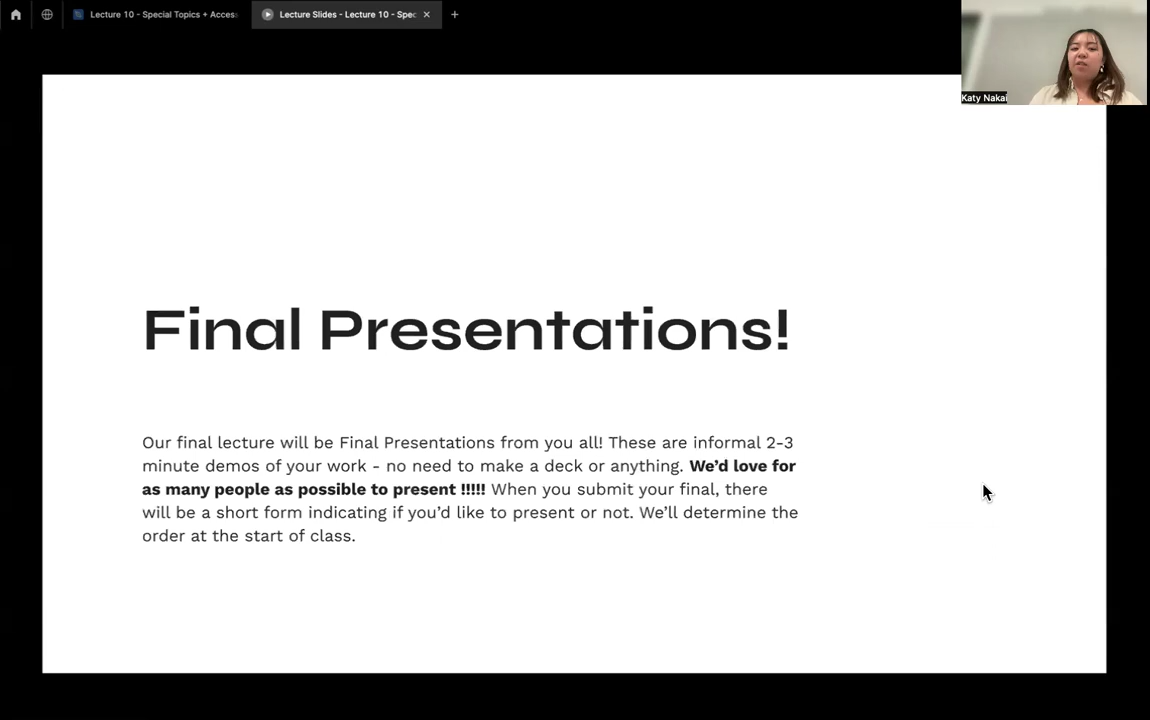 Lecture 10 - Special Topics + Acces
Lecture Slides - Lecture 10 - Spec
Katy Nakai
Final Presentations!
Our final lecture will be Final Presentations from you all! These are informal 2-3
minute demos of your work - no need to make a deck or anything. We’d love for
as many people as possible to present !!!!! When you submit your final, there
will be a short form indicating if you’d like to present or not. We’ll determine the
order at the start of class.